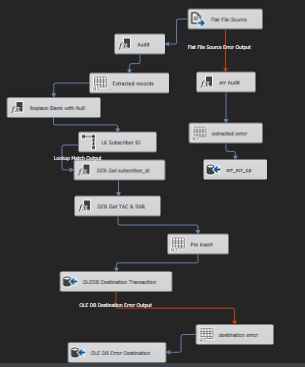 Flat File Source
Audit
Flat File Source Error Output
Extracted records
err Audit
Replace Blank with Null
extracted error
LK Subscriber ID
Lookup Match Output
DER Get subscriber_id
err_scr_op
DER Get TAC & SNR
Pre Insert
OLEDB Destination Transaction
OLE DB Destination Error Output
destination error
OLE DB Error Destination